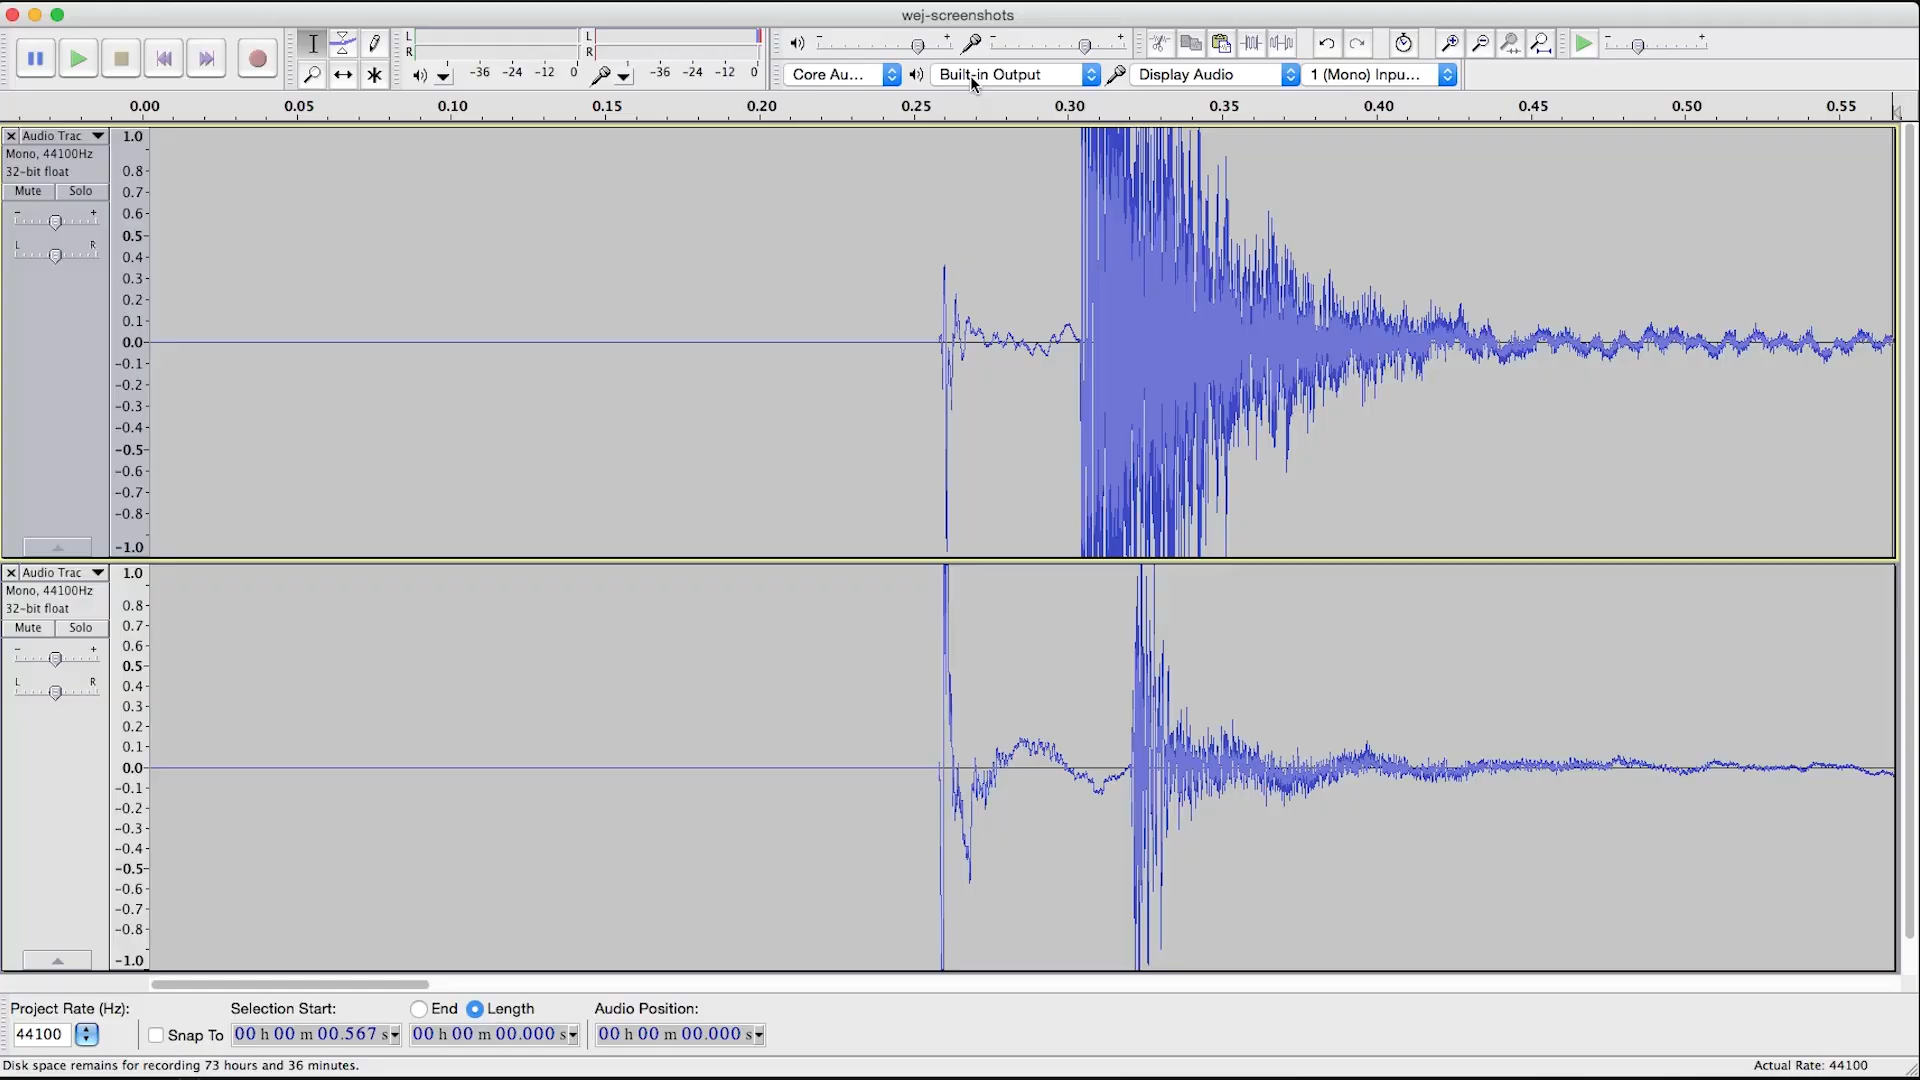 wej-screenshots
L
R
-36 -24 -12 0
L
R
-36 -24 -12 0
- +
- +
- +
Core Au... Built-in Output Display Audio 1 (Mono) Inpu...
0.00 0.05 0.10 0.15 0.20 0.25 0.30 0.35 0.40 0.45 0.50 0.55
Audio Trac
Mono, 44100Hz
32-bit float
Mute Solo
- +
L R
1.0
0.8
0.7
0.6
0.5
0.4
0.3
0.2
0.1
0.0
-0.1
-0.2
-0.3
-0.4
-0.5
-0.6
-0.7
-0.8
-1.0
Audio Trac
Mono, 44100Hz
32-bit float
Mute Solo
- +
L R
1.0
0.8
0.7
0.6
0.5
0.4
0.3
0.2
0.1
0.0
-0.1
-0.2
-0.3
-0.4
-0.5
-0.6
-0.7
-0.8
-1.0
Project Rate (Hz): Selection Start: End Length Audio Position:
44100 Snap To 00 h 00 m 00.567 s 00 h 00 m 00.000 s 00 h 00 m 00.000 s
Disk space remains for recording 73 hours and 36 minutes. Actual Rate: 44100